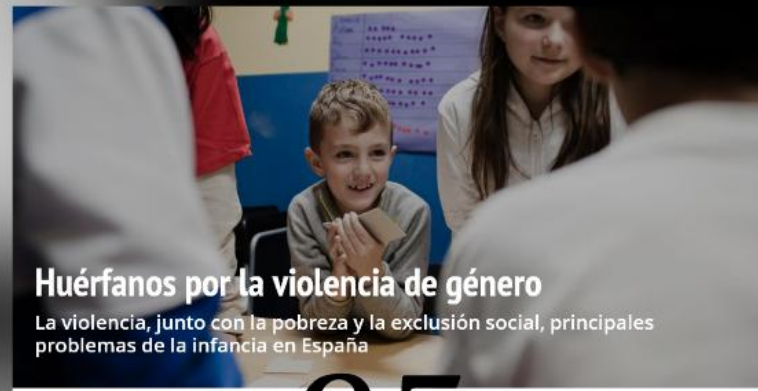 Huérfanos por la violencia de género
La violencia, junto con la pobreza y la exclusión social, principales
problemas de la infancia en España